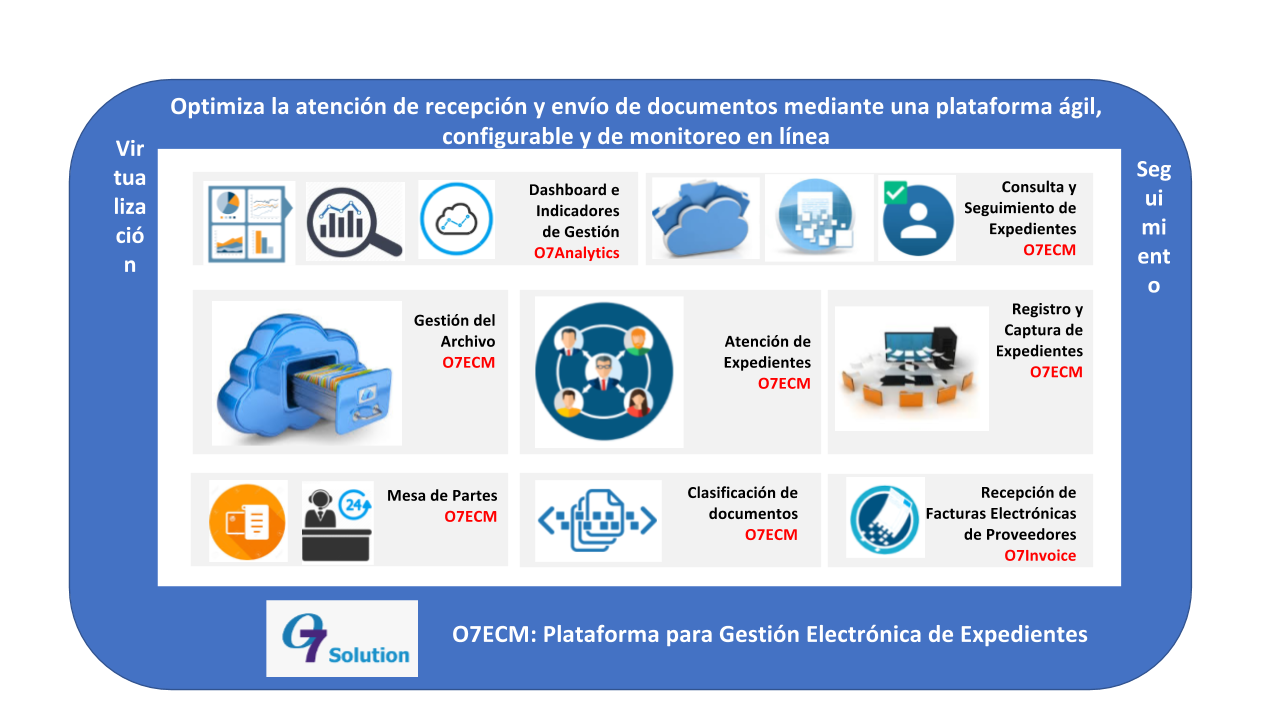 Optimiza la atención de recepción y envío de documentos mediante una plataforma ágil,
configurable y de monitoreo en línea
Vir
tua
liza
ció
n
Seg
ui
mi
ent
o
Dashboard e
Indicadores
de Gestión
O7Analytics
Consulta y
Seguimiento de
Expedientes
O7ECM
Gestión del
Archivo
O7ECM
Atención de
Expedientes
O7ECM
Registro y
Captura de
Expedientes
O7ECM
24
Mesa de Partes
O7ECM
Clasificación de
documentos
O7ECM
Recepción de
Facturas Electrónicas
de Proveedores
O7Invoice
O7 Solution
O7ECM: Plataforma para Gestión Electrónica de Expedientes